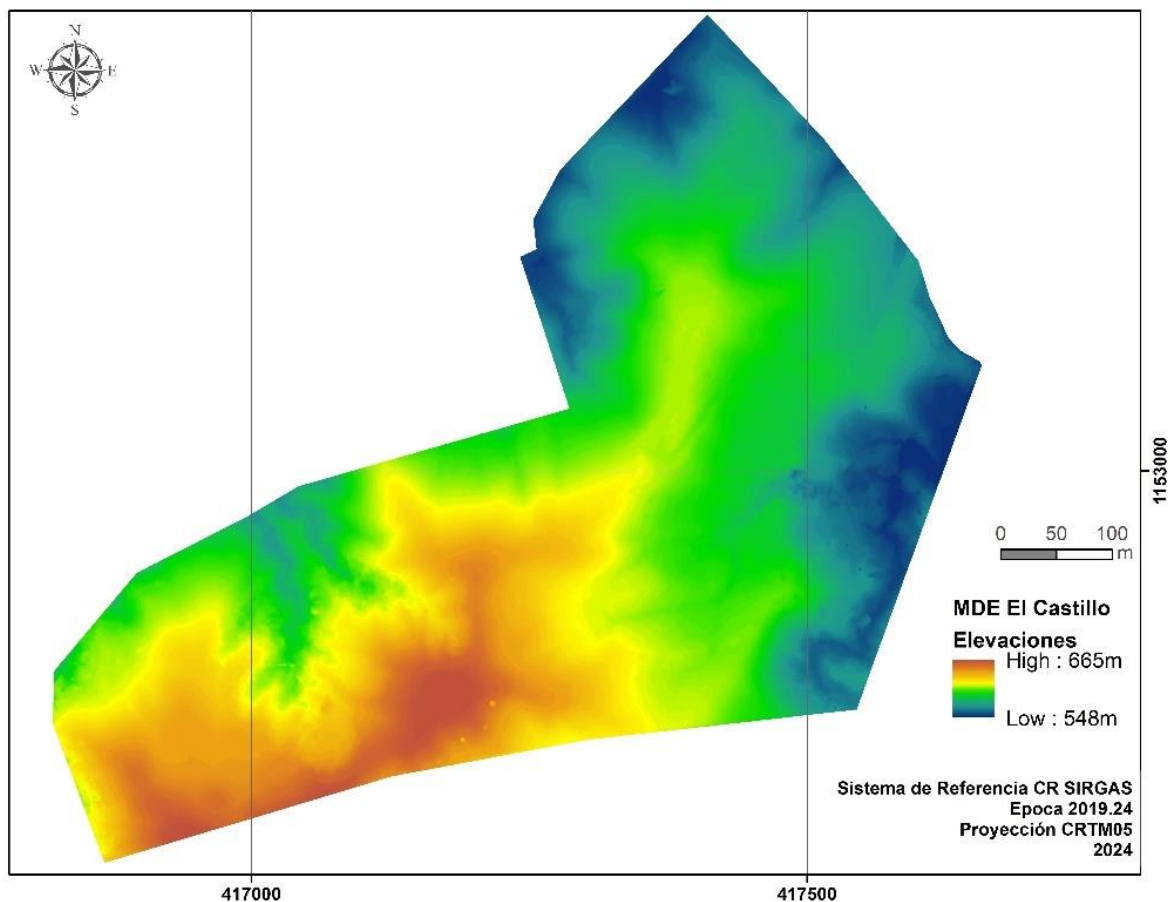 N
W E
S
1153000
0 50 100
m
MDE El Castillo
Elevaciones
High : 665m
Low : 548m
Sistema de Referencia CR SIRGAS
Epoca 2019.24
Proyección CRTM05
2024
417000 417500